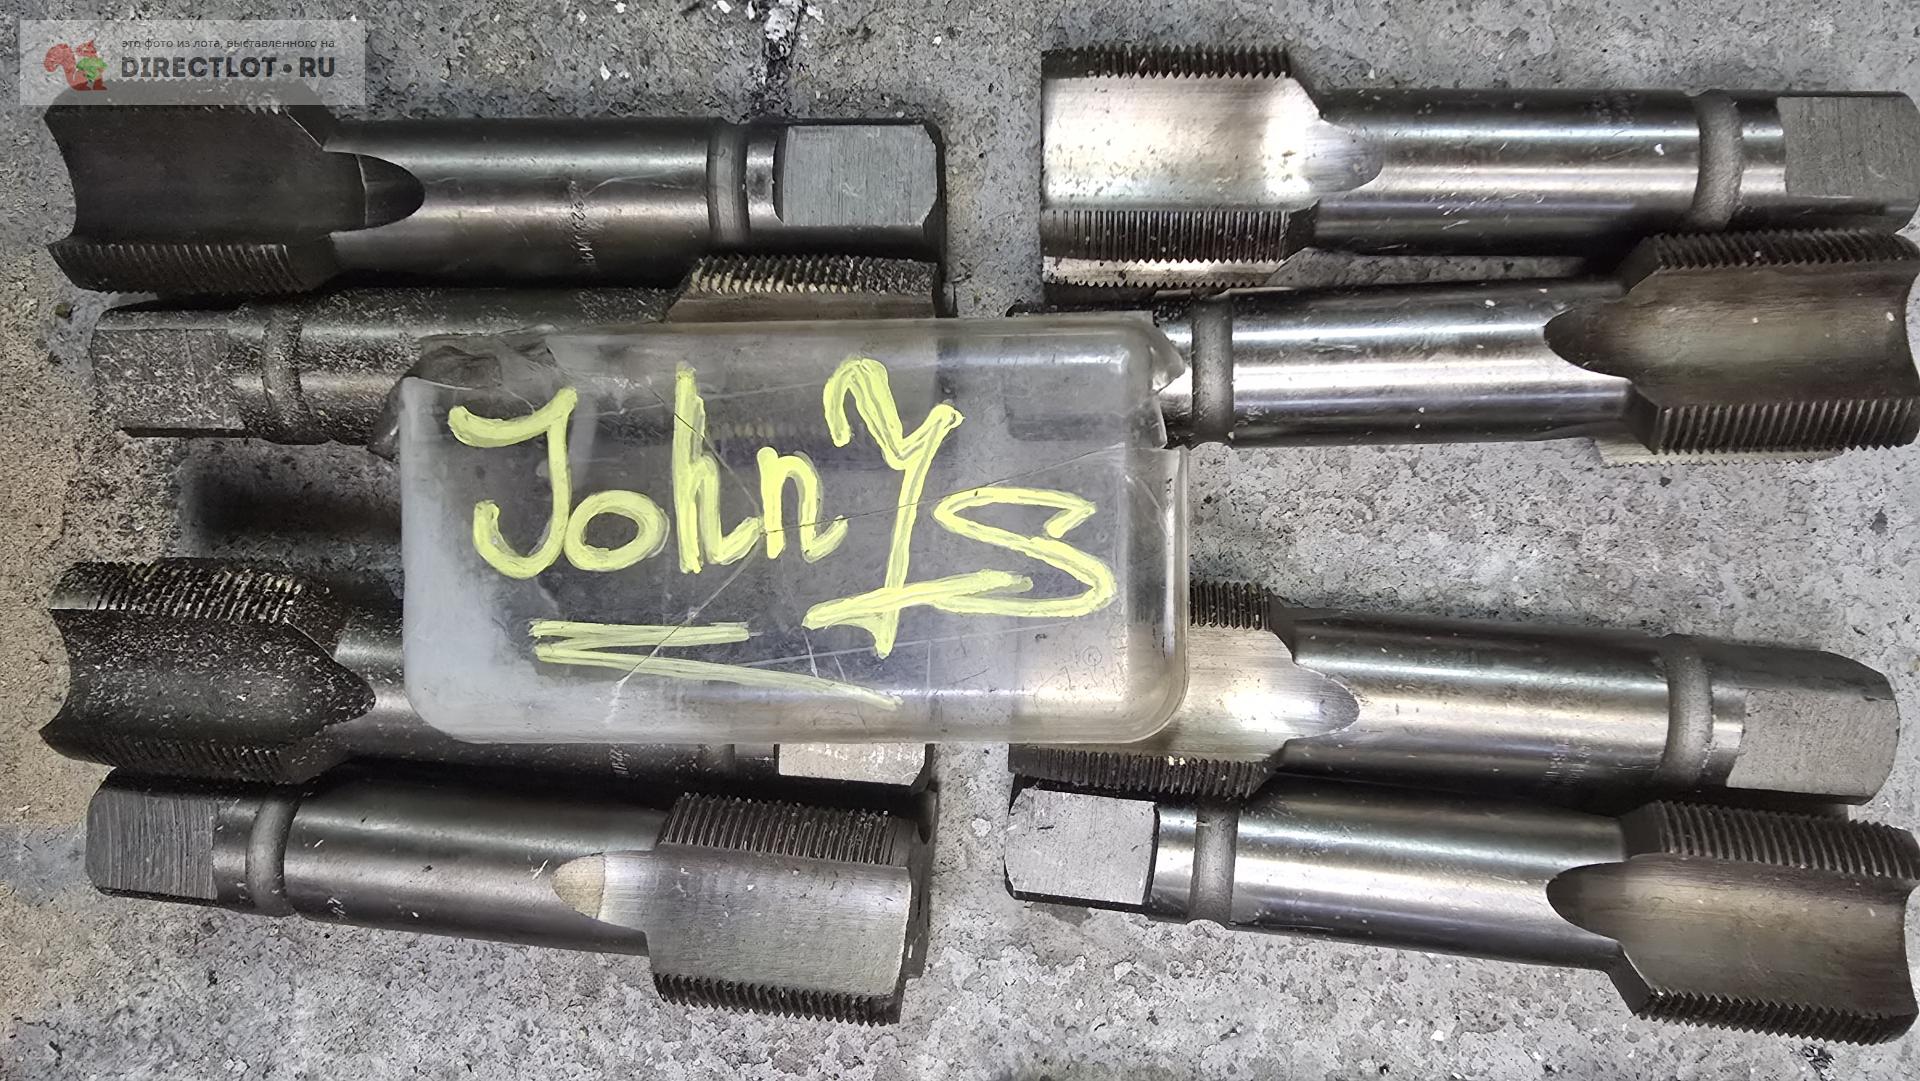 это фото из лота, выставленного на
DIRECTLOT.RU
JohnYS